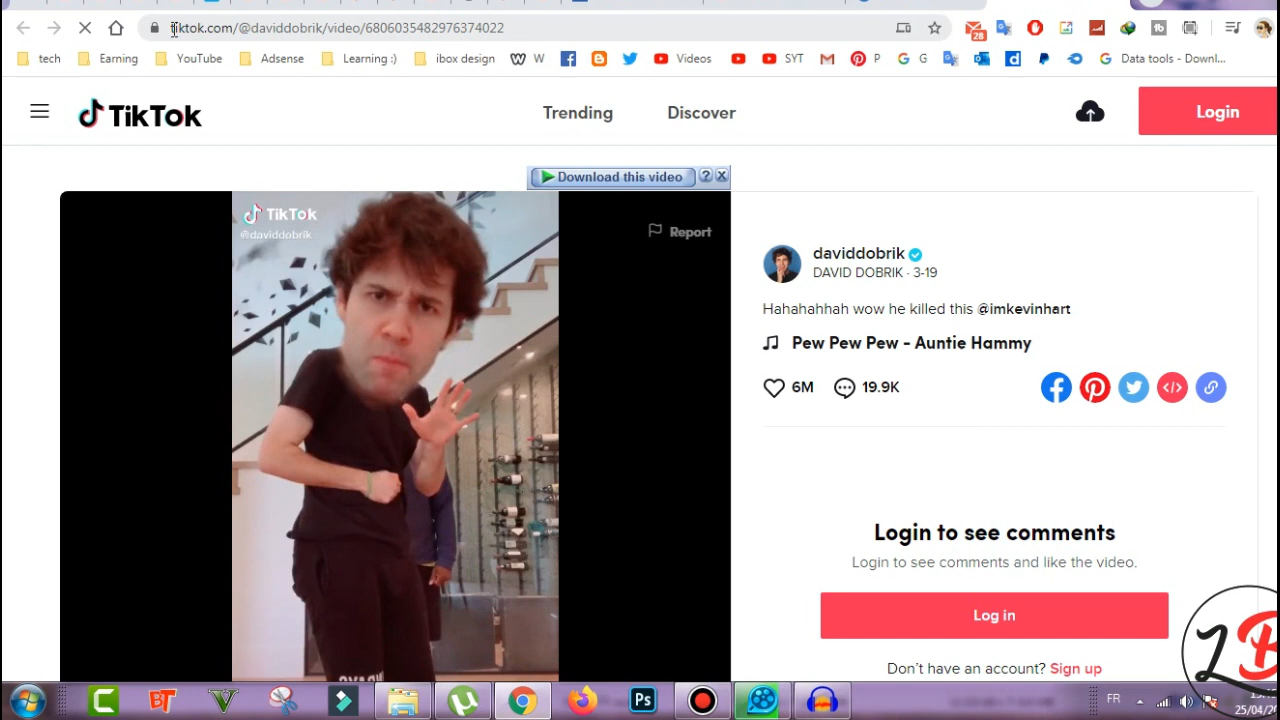 tiktok.com/@daviddobrik/video/6806035482976374022
28
tech Earning YouTube Adsense Learning :) ibox design W Videos SYT P G Data tools - Downl...
TikTok Trending Discover Login
Download this video ? X
TikTok
@daviddobrik
Report
daviddobrik
DAVID DOBRIK · 3-19
Hahahahhah wow he killed this @imkevinhart
Pew Pew Pew - Auntie Hammy
6M 19.9K
Login to see comments
Login to see comments and like the video.
Log in
Don't have an account? Sign up
FR
Ps
25/04/20